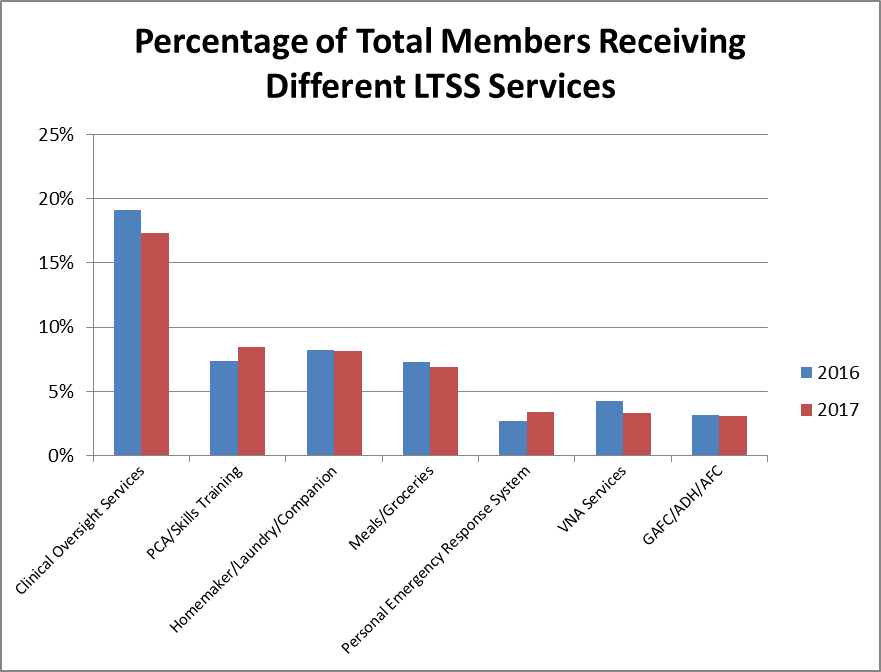 Percentage of Total Members Receiving
Different LTSS Services
25%
20%
15%
10%
5%
0%
Clinical Oversight Services
PCA/Skills Training
Homemaker/Laundry/Companion
Meals/Groceries
Personal Emergency Response System
VNA Services
GAFC/ADH/AFC
2016
2017